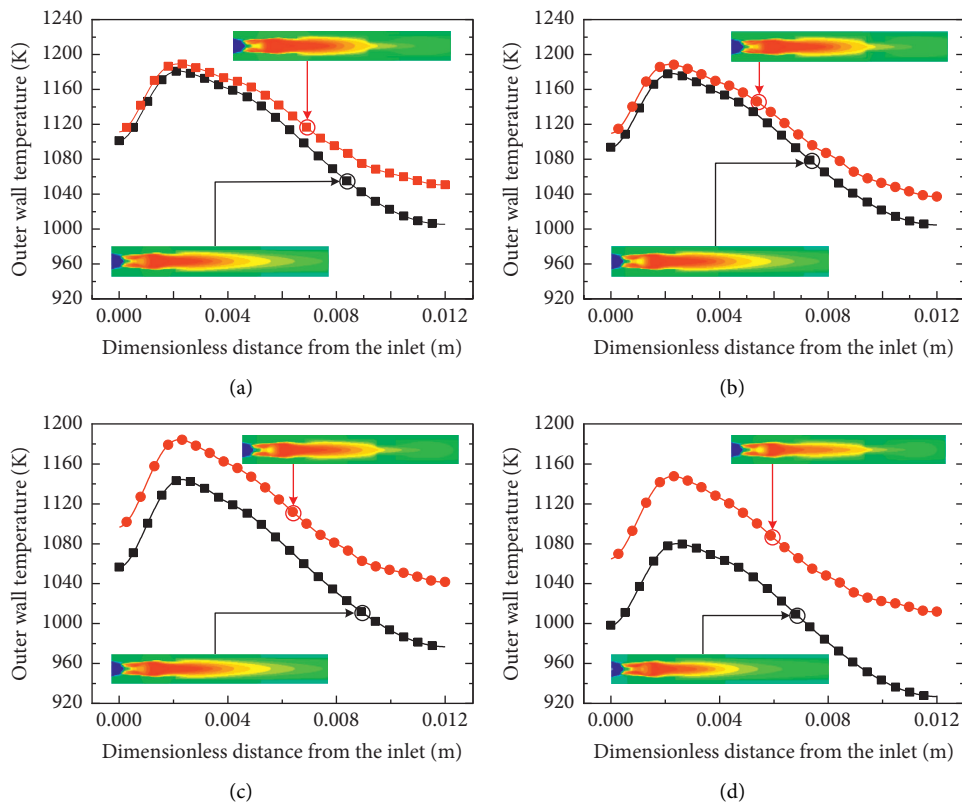 1240
1200
1160
1120
1080
1040
1000
960
920
Outer wall temperature (K)
0.000 0.004 0.008 0.012
Dimensionless distance from the inlet (m)
(a)
1240
1200
1160
1120
1080
1040
1000
960
920
Outer wall temperature (K)
0.000 0.004 0.008 0.012
Dimensionless distance from the inlet (m)
(b)
1200
1160
1120
1080
1040
1000
960
920
Outer wall temperature (K)
0.000 0.004 0.008 0.012
Dimensionless distance from the inlet (m)
(c)
1200
1160
1120
1080
1040
1000
960
920
Outer wall temperature (K)
0.000 0.004 0.008 0.012
Dimensionless distance from the inlet (m)
(d)